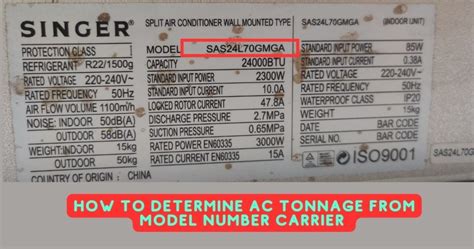 SINGER
SPLIT AIR CONDITIONER WALL MOUNTED TYPE
SAS24L70GMGA (INDOOR UNIT)
PROTECTION CLASS I
REFRIGERANT R22/1500g
RATED VOLTAGE 220-240V~
RATED FREQUENCY 50Hz
AIR FLOW VOLUME 1100m³/h
NOISE: INDOOR 50dB(A)
OUTDOOR 58dB(A)
WEIGHT:INDOOR 15kg
OUTDOOR
COUNTRY OF ORIGIN / CHINA
MODEL SAS24L70GMGA
CAPACITY 24000BTU
STANDARD INPUT POWER 2300W
STANDARD INPUT CURRENT 10.0A
LOCKED ROTOR CURRENT 47.8A
DISCHARGE PRESSURE 2.7MPa
SUCTION PRESSURE 0.65MPa
RATED POWER EN60335 3000W
RATED CURRENT EN60335 15A
STANDARD INPUT POWER 85W
STANDARD INPUT CURRENT 0.38A
RATED VOLTAGE 220-240V~
RATED FREQUENCY 50Hz
WATERPROOF CLASS IP20
WEIGHT 15kg
DATE BAR CODE
SERIAL NO. BAR CODE
ISO9001
SAS24L70GMGA
HOW TO DETERMINE AC TONNAGE FROM
MODEL NUMBER CARRIER